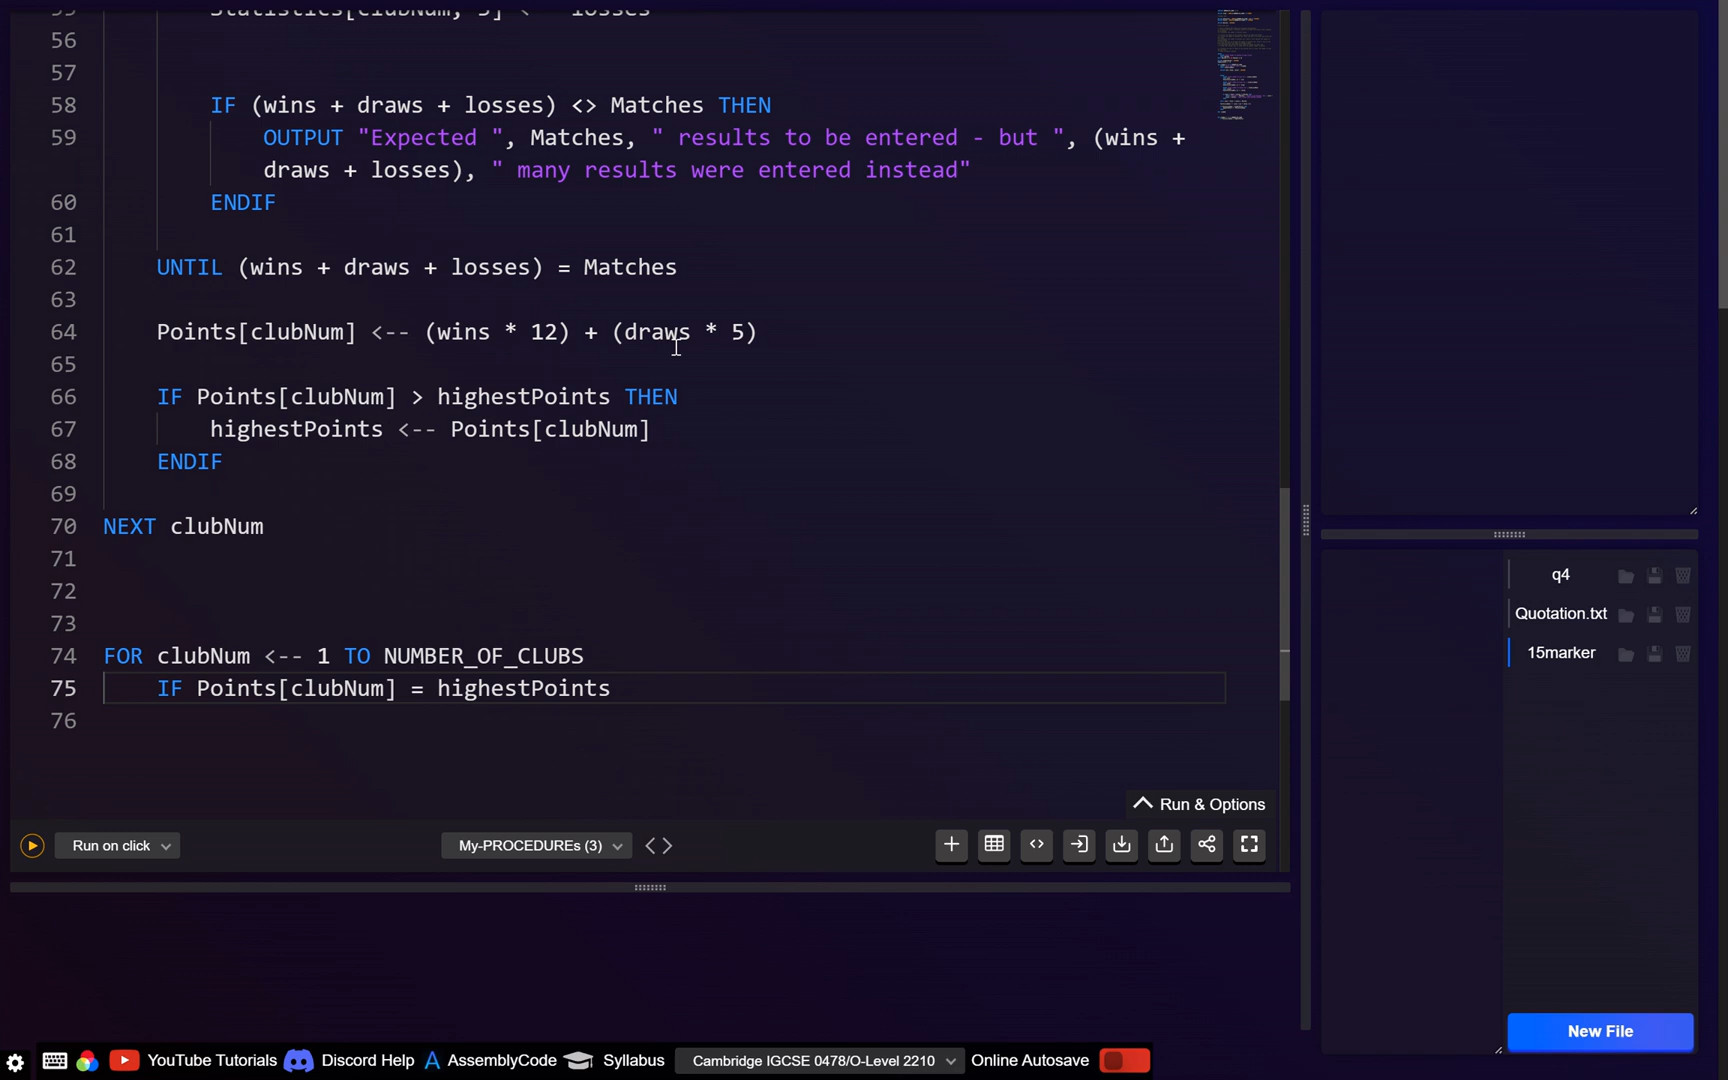 56
57
58 IF (wins + draws + losses) <> Matches THEN
59 OUTPUT "Expected ", Matches, " results to be entered - but ", (wins +
draws + losses), " many results were entered instead"
60 ENDIF
61
62 UNTIL (wins + draws + losses) = Matches
63
64 Points[clubNum] <-- (wins * 12) + (draws * 5)
65
66 IF Points[clubNum] > highestPoints THEN
67 highestPoints <-- Points[clubNum]
68 ENDIF
69
70 NEXT clubNum
71
72
73
74 FOR clubNum <-- 1 TO NUMBER_OF_CLUBS
75 IF Points[clubNum] = highestPoints
76
Run & Options
Run on click
My-PROCEDUREs (3)
q4
Quotation.txt
15marker
New File
YouTube Tutorials
Discord Help
AssemblyCode
Syllabus
Cambridge IGCSE 0478/O-Level 2210
Online Autosave